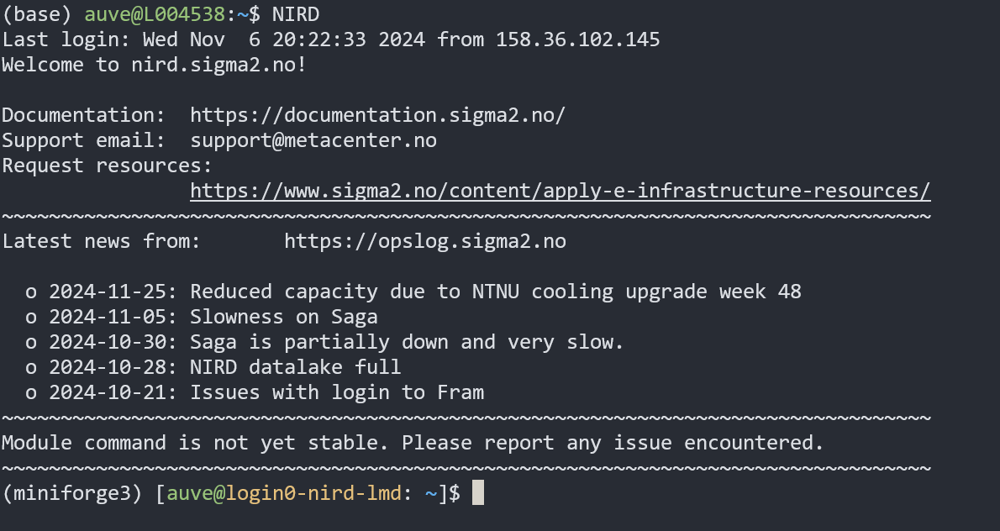 (base) auve@L004538:~$ NIRD
Last login: Wed Nov  6 20:22:33 2024 from 158.36.102.145
Welcome to nird.sigma2.no!
Documentation:  https://documentation.sigma2.no/
Support email:  support@metacenter.no
Request resources:
https://www.sigma2.no/content/apply-e-infrastructure-resources/
~~~~~~~~~~~~~~~~~~~~~~~~~~~~~~~~~~~~~~~~~~~~~~~~~~~~~~~~~~~~~~~~~~~~~~~~~~~~~~~
Latest news from:       https://opslog.sigma2.no
o 2024-11-25: Reduced capacity due to NTNU cooling upgrade week 48
o 2024-11-05: Slowness on Saga
o 2024-10-30: Saga is partially down and very slow.
o 2024-10-28: NIRD datalake full
o 2024-10-21: Issues with login to Fram
~~~~~~~~~~~~~~~~~~~~~~~~~~~~~~~~~~~~~~~~~~~~~~~~~~~~~~~~~~~~~~~~~~~~~~~~~~~~~~~
Module command is not yet stable. Please report any issue encountered.
~~~~~~~~~~~~~~~~~~~~~~~~~~~~~~~~~~~~~~~~~~~~~~~~~~~~~~~~~~~~~~~~~~~~~~~~~~~~~~~
(miniforge3) [auve@login0-nird-lmd: ~]$